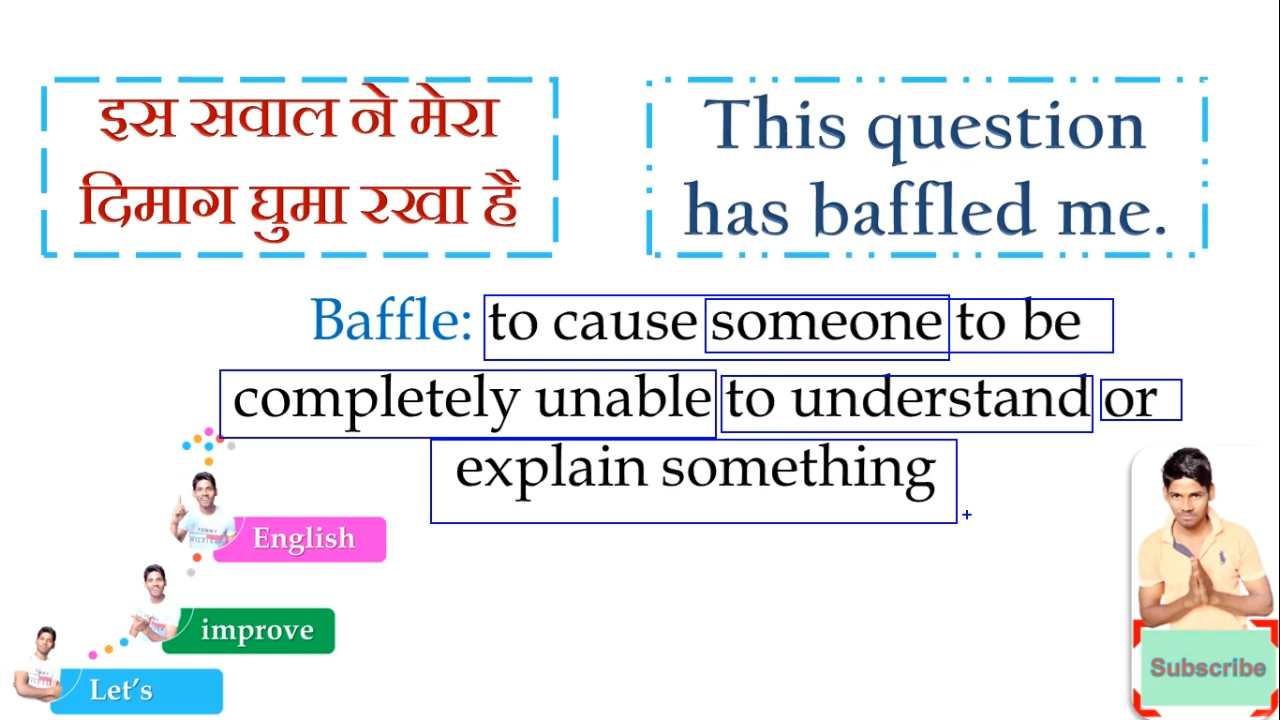 इस सवाल ने मेरा
दिमाग घुमा रखा है
This question
has baffled me.
Baffle: to cause someone to be
completely unable to understand or
explain something
English
improve
Let's
Subscribe